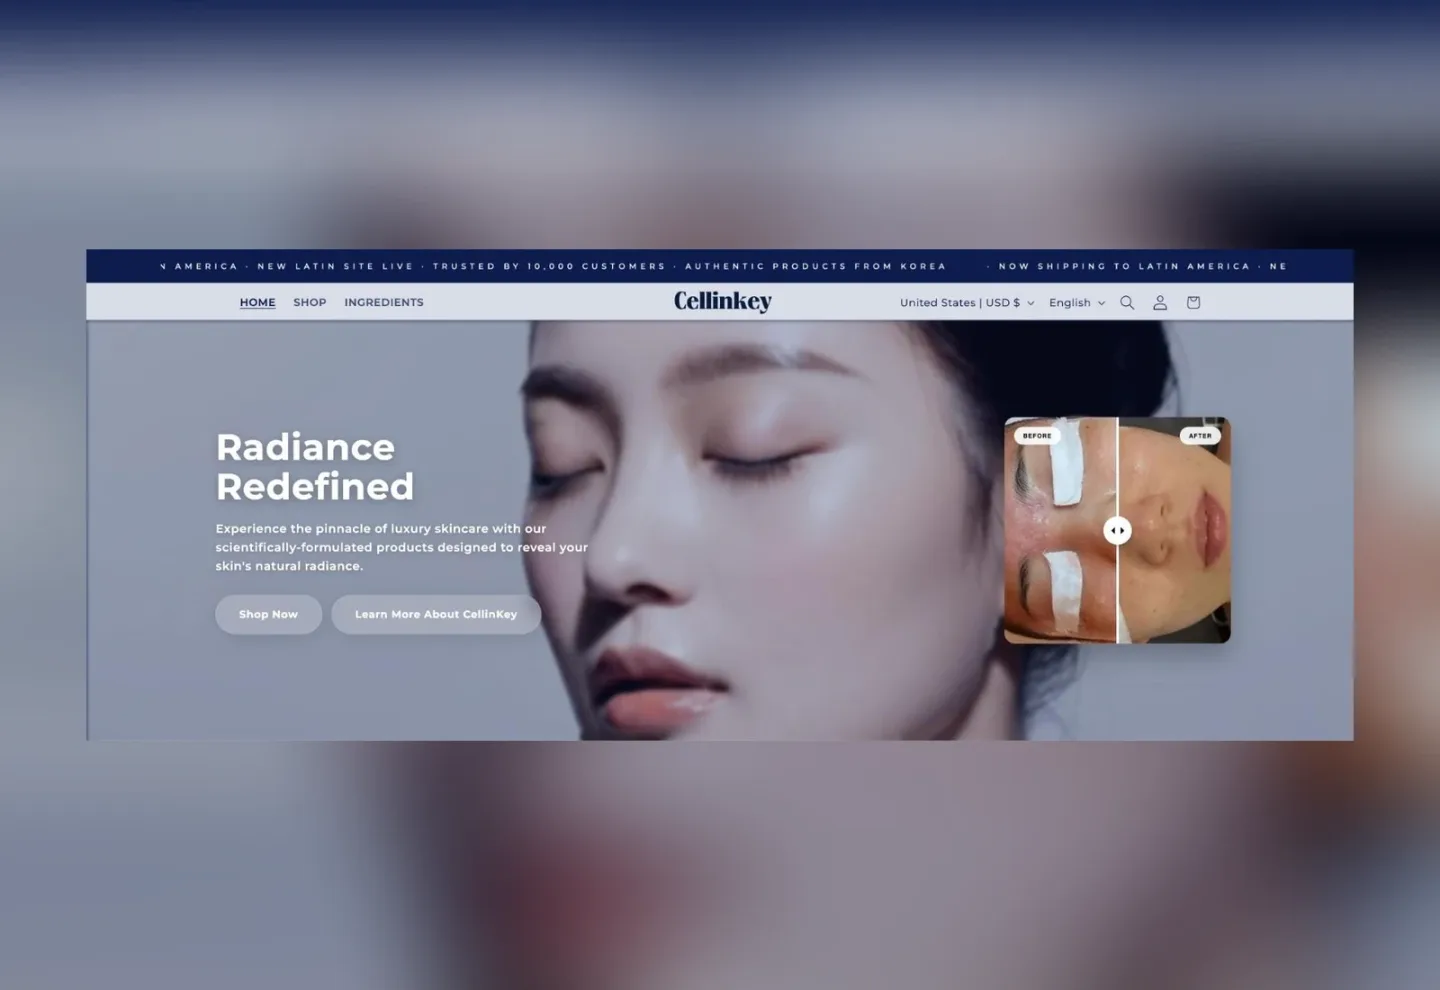 N AMERICA · NEW LATIN SITE LIVE · TRUSTED BY 10,000 CUSTOMERS · AUTHENTIC PRODUCTS FROM KOREA · NOW SHIPPING TO LATIN AMERICA · NE
HOME SHOP INGREDIENTS Cellinkey United States | USD $ English
Radiance
Redefined
Experience the pinnacle of luxury skincare with our
scientifically-formulated products designed to reveal your
skin's natural radiance.
Shop Now Learn More About CellinKey
BEFORE AFTER